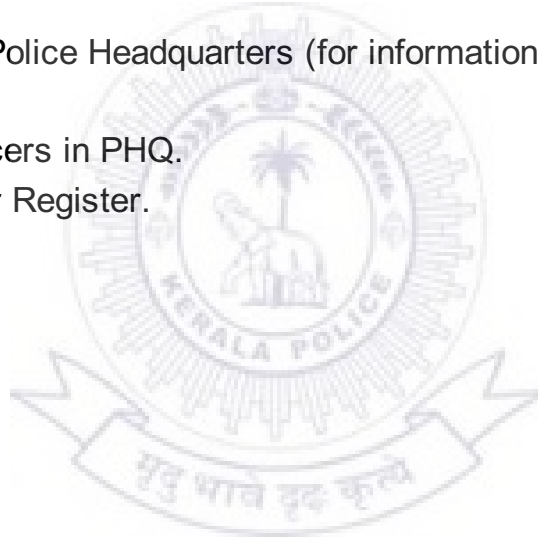 Police Headquarters (for information
cers in PHQ.
r Register.
KERALA POLICE
मृदु भावे दृढ कृत्ये